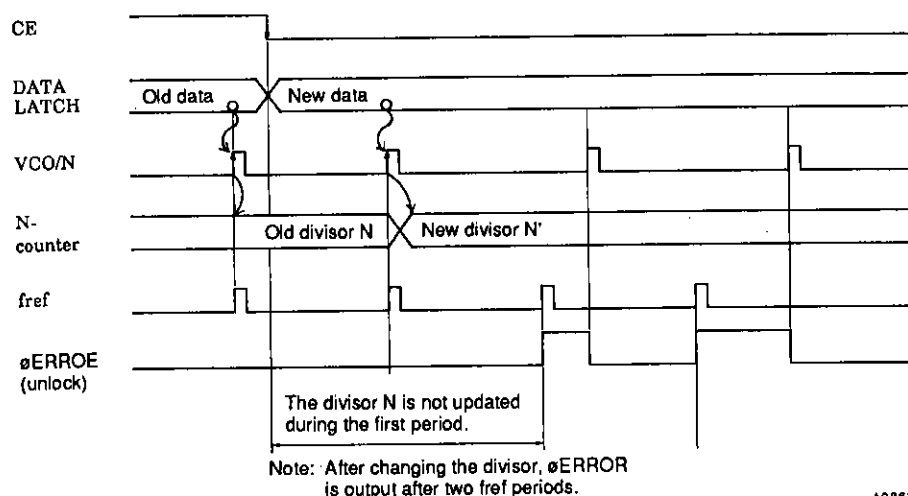 CE
DATA
LATCH
Old data
New data
VCO/N
N-
counter
Old divisor N
New divisor N'
fref
øERROE
(unlock)
The divisor N is not updated
during the first period.
Note: After changing the divisor, øERROR
is output after two fref periods.